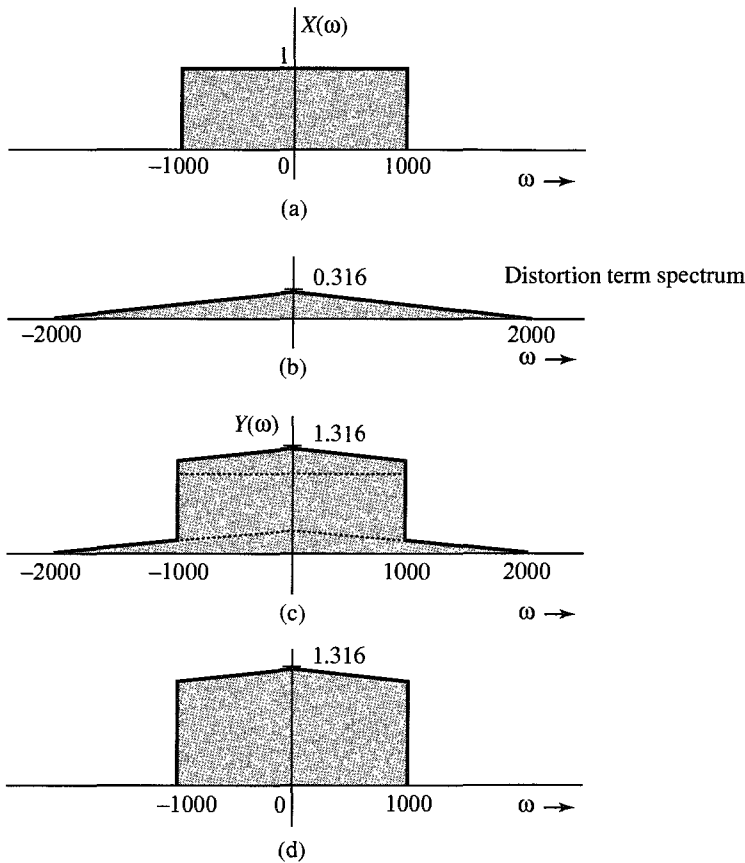 X(ω)
1
−1000 0 1000
ω →
(a)
0.316 Distortion term spectrum
−2000 2000
ω →
(b)
Y(ω) 1.316
−2000 −1000 1000 2000
(c) ω →
1.316
−1000 0 1000 ω →
(d)